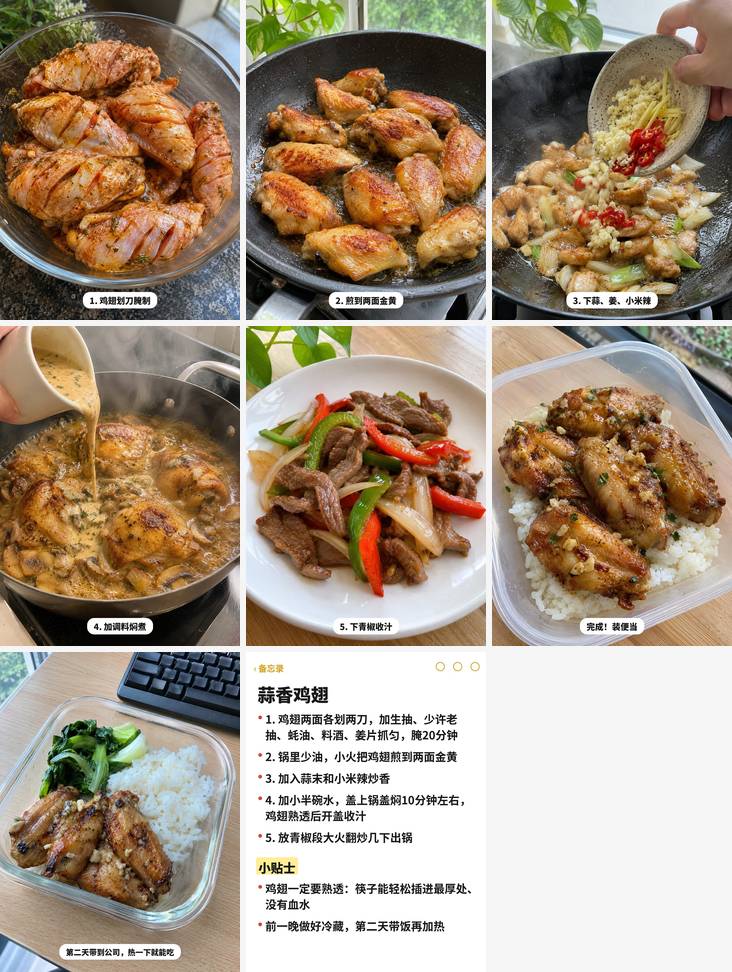 1. 鸡翅划刀腌制
2. 煎到两面金黄
3. 下蒜、姜、小米辣
4. 加调料焖煮
5. 下青椒收汁
完成！装便当
第二天带到公司，热一下就能吃
‹ 备忘录
蒜香鸡翅
1. 鸡翅两面各划两刀，加生抽、少许老
抽、蚝油、料酒、姜片抓匀，腌20分钟
2. 锅里少油，小火把鸡翅煎到两面金黄
3. 加入蒜末和小米辣炒香
4. 加小半碗水，盖上锅盖焖10分钟左右，
鸡翅熟透后开盖收汁
5. 放青椒段大火翻炒几下出锅
小贴士
鸡翅一定要熟透：筷子能轻松插进最厚处、
没有血水
前一晚做好冷藏，第二天带饭再加热